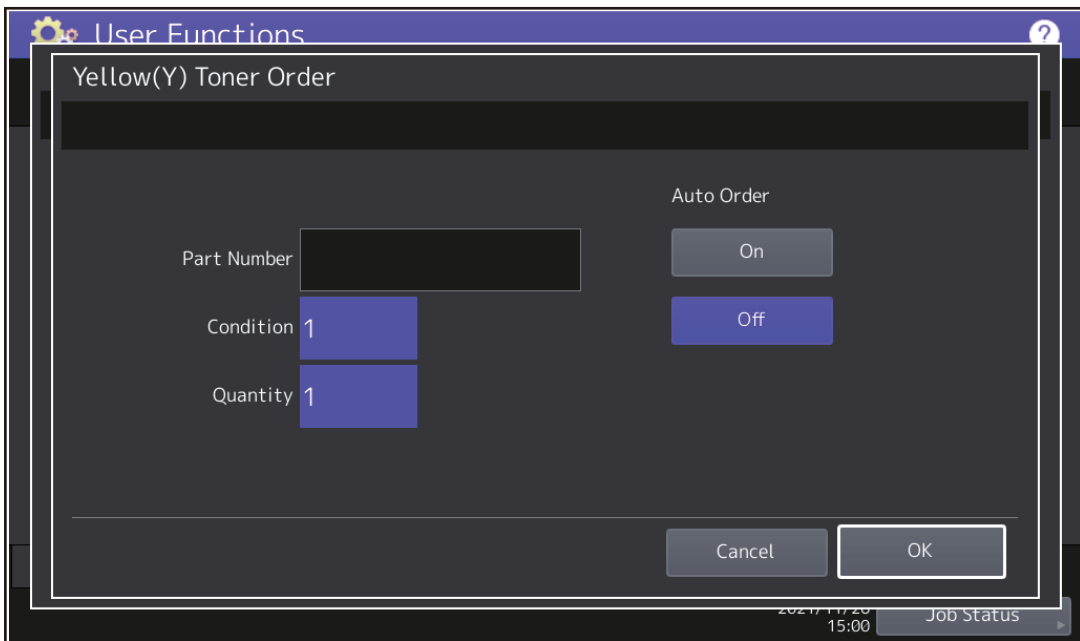 User Functions
?
Yellow(Y) Toner Order
Auto Order
Part Number
On
Condition 1
Off
Quantity 1
Cancel
OK
15:00
Job Status